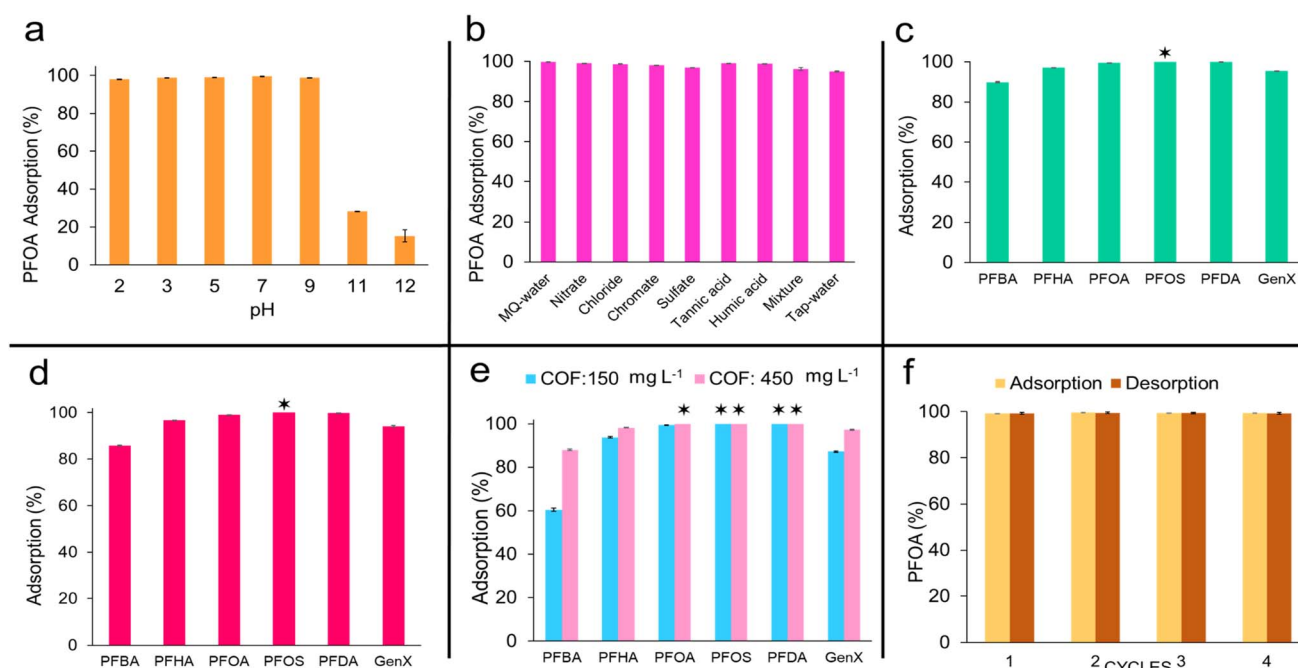 a
PFOA Adsorption (%)
100
80
60
40
20
0
2 3 5 7 9 11 12
pH
b
PFOA Adsorption (%)
100
80
60
40
20
0
MQ-water
Nitrate
Chloride
Chromate
Sulfate
Tannic acid
Humic acid
Mixture
Tap-water
c
Adsorption (%)
100
80
60
40
20
0
PFBA PFHA PFOA PFOS PFDA GenX
d
Adsorption (%)
100
80
60
40
20
0
PFBA PFHA PFOA PFOS PFDA GenX
e
COF:150 mg L⁻¹ COF: 450 mg L⁻¹
Adsorption (%)
100
80
60
40
20
0
PFBA PFHA PFOA PFOS PFDA GenX
f
Adsorption Desorption
PFOA (%)
100
80
60
40
20
0
1 2 3 4
CYCLES